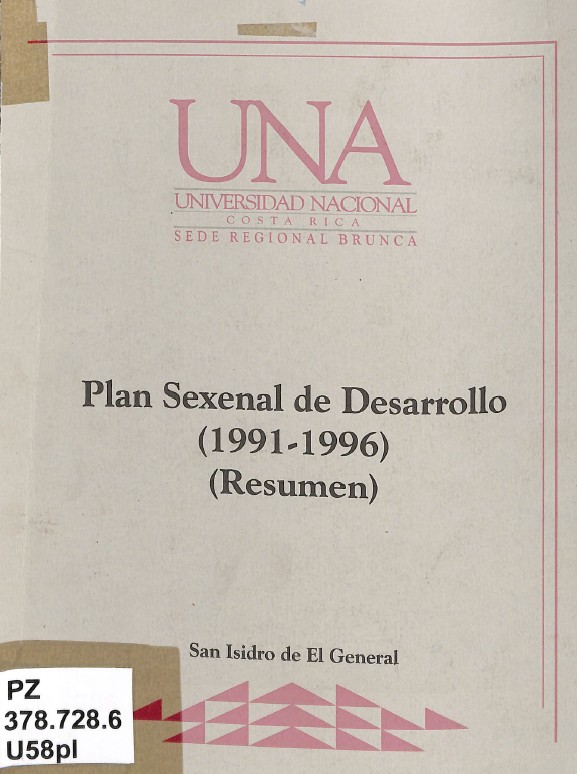 UNA
UNIVERSIDAD NACIONAL
COSTA RICA
SEDE REGIONAL BRUNCA
Plan Sexenal de Desarrollo
(1991-1996)
(Resumen)
San Isidro de El General
PZ
378.728.6
U58pl